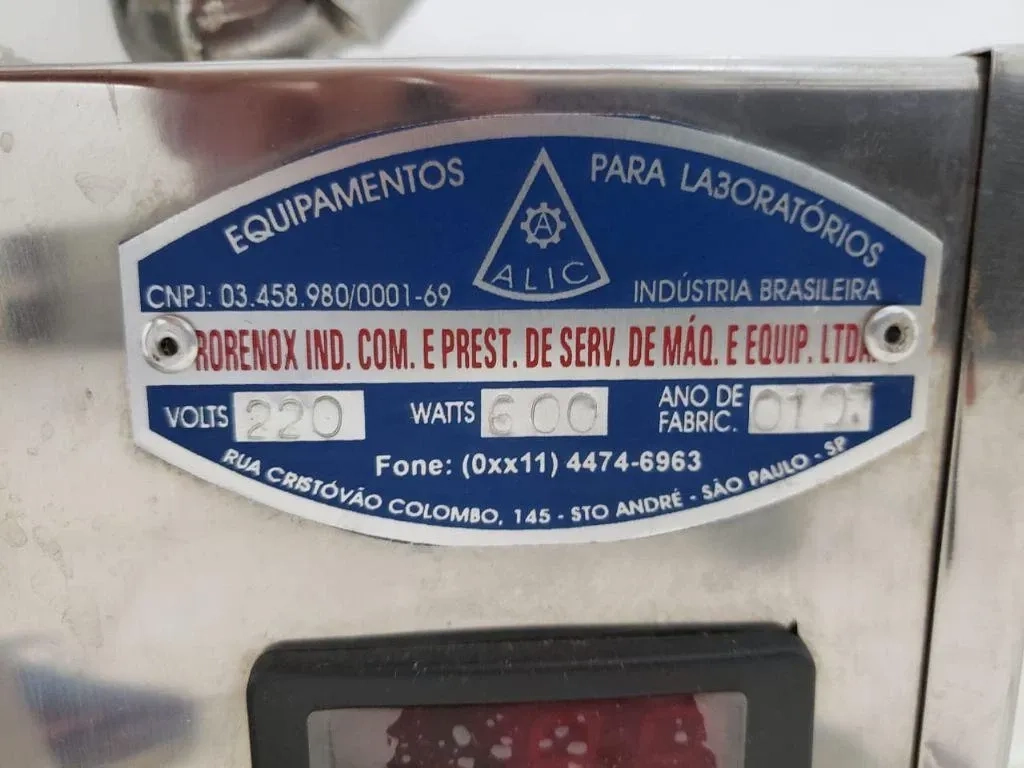 EQUIPAMENTOS PARA LA3ORATÓRIOS
A
ALIC
CNPJ: 03.458.980/0001-69
INDÚSTRIA BRASILEIRA
RORENOX IND. COM. E PREST. DE SERV. DE MÁQ. E EQUIP. LTDA.
VOLTS 220 WATTS 600 ANO DE
FABRIC.
Fone: (0xx11) 4474-6963
RUA CRISTÓVÃO COLOMBO, 145 - STO ANDRÉ - SÃO PAULO - SP